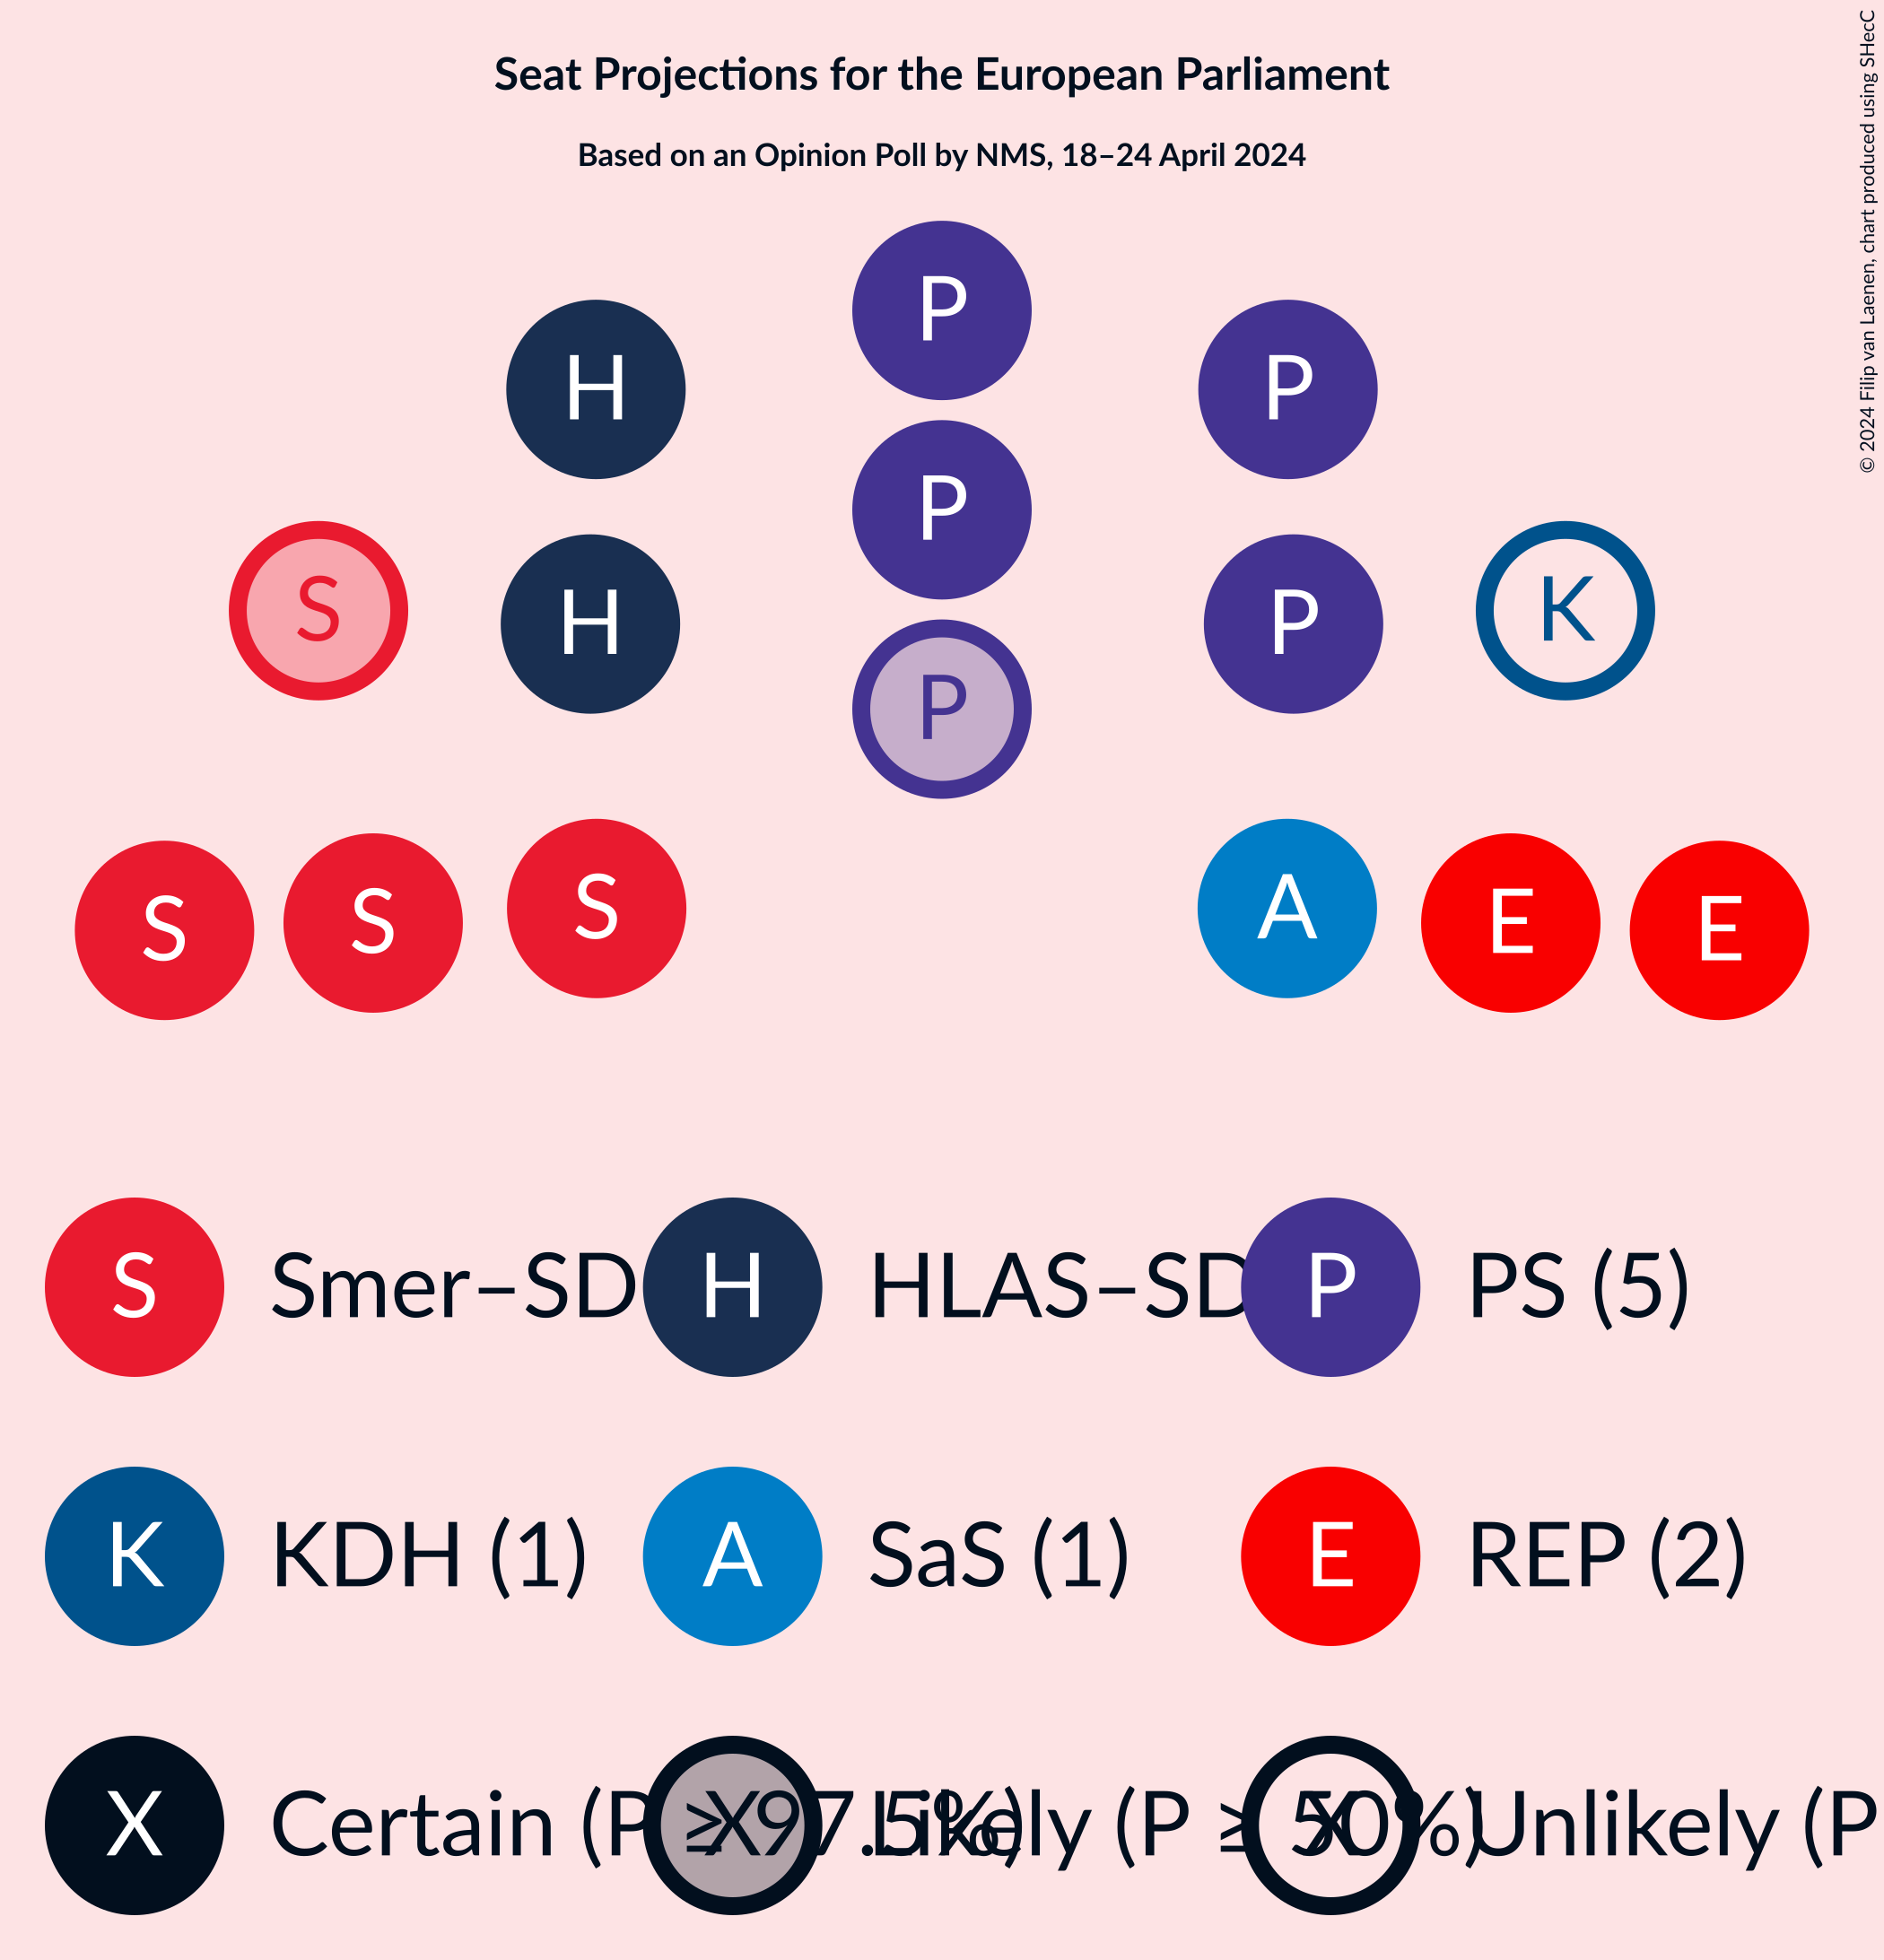 Seat Projections for the European Parliament
Based on an Opinion Poll by NMS, 18–24 April 2024
© 2024 Filip van Laenen, chart produced using SHecC
P
H
P
P
S
H
P
K
P
S
S
S
A
E
E
S Smer–SD
H HLAS–SD
P PS (5)
K KDH (1)
A SaS (1)
E REP (2)
X Certain (P ≥ 97.5%)
X Likely (P ≥ 50%)
X Unlikely (P